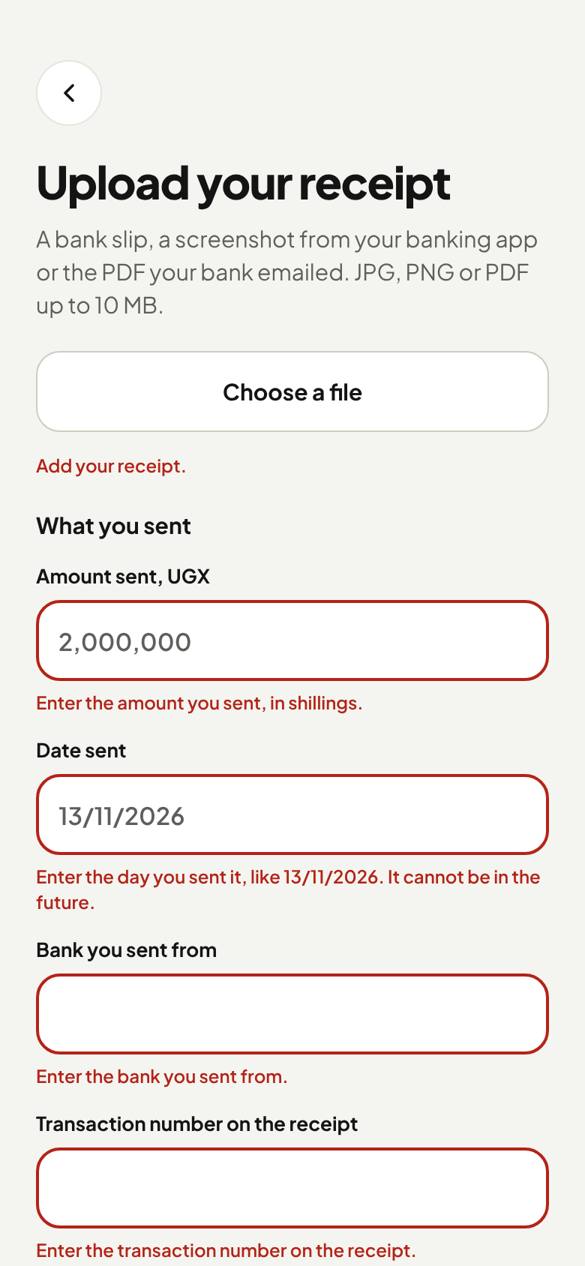 Upload your receipt
A bank slip, a screenshot from your banking app
or the PDF your bank emailed. JPG, PNG or PDF
up to 10 MB.
Choose a file
Add your receipt.
What you sent
Amount sent, UGX
2,000,000
Enter the amount you sent, in shillings.
Date sent
13/11/2026
Enter the day you sent it, like 13/11/2026. It cannot be in the
future.
Bank you sent from
Enter the bank you sent from.
Transaction number on the receipt
Enter the transaction number on the receipt.